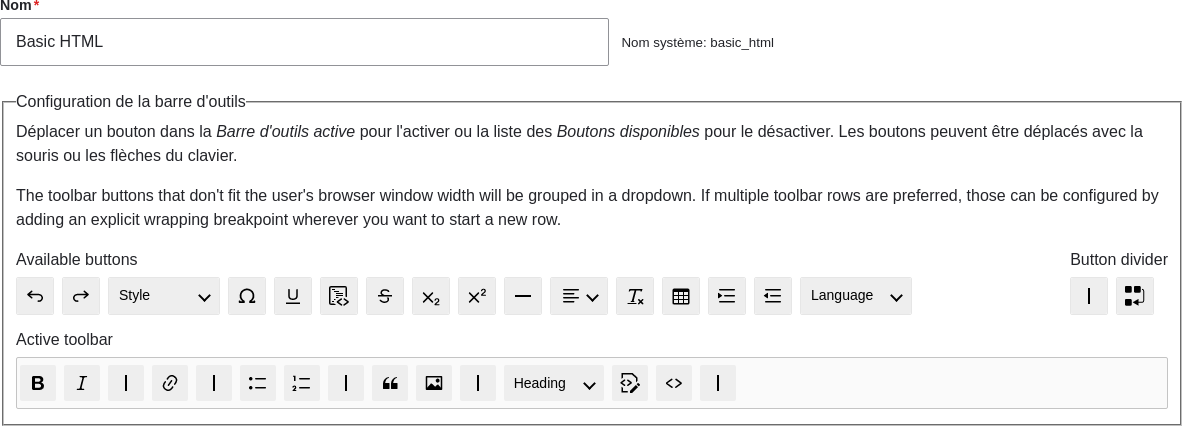 Nom*
Basic HTML
Nom système: basic_html
Configuration de la barre d'outils
Déplacer un bouton dans la Barre d'outils active pour l'activer ou la liste des Boutons disponibles pour le désactiver. Les boutons peuvent être déplacés avec la
souris ou les flèches du clavier.
The toolbar buttons that don't fit the user's browser window width will be grouped in a dropdown. If multiple toolbar rows are preferred, those can be configured by
adding an explicit wrapping breakpoint wherever you want to start a new row.
Available buttons
Button divider
Style
Language
Active toolbar
Heading